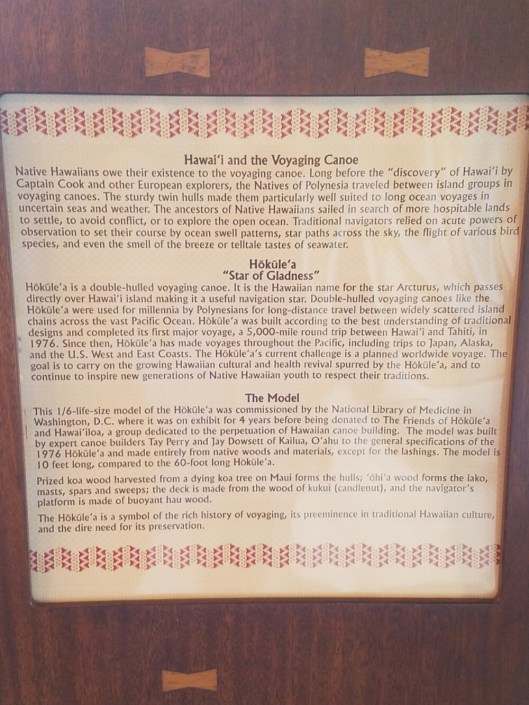 Hawai‘i and the Voyaging Canoe
Native Hawaiians owe their existence to the voyaging canoe. Long before the “discovery” of Hawai‘i by
Captain Cook and other European explorers, the Natives of Polynesia traveled between island groups in
voyaging canoes. The sturdy twin hulls made them particularly well suited to long ocean voyages in
uncertain seas and weather. The ancestors of Native Hawaiians sailed in search of more hospitable lands
to settle, to avoid conflict, or to explore the open ocean. Traditional navigators relied on acute powers of
observation to set their course by ocean swell patterns, star paths across the sky, the flight of various bird
species, and even the smell of the breeze or telltale tastes of seawater.
Hōkūle‘a
“Star of Gladness”
Hōkūle‘a is a double-hulled voyaging canoe. It is the Hawaiian name for the star Arcturus, which passes
directly over Hawai‘i island making it a useful navigation star. Double-hulled voyaging canoes like the
Hōkūle‘a were used for millennia by Polynesians for long-distance travel between widely scattered island
chains across the vast Pacific Ocean. Hōkūle‘a was built according to the best understanding of traditional
designs and completed its first major voyage, a 5,000-mile round trip between Hawai‘i and Tahiti, in
1976. Since then, Hōkūle‘a has made voyages throughout the Pacific, including trips to Japan, Alaska,
and the U.S. West and East Coasts. The Hōkūle‘a’s current challenge is a planned worldwide voyage. The
goal is to carry on the growing Hawaiian cultural and health revival spurred by the Hōkūle‘a, and to
continue to inspire new generations of Native Hawaiian youth to respect their traditions.
The Model
This 1/6-life-size model of the Hōkūle‘a was commissioned by the National Library of Medicine in
Washington, D.C. where it was on exhibit for 4 years before being donated to The Friends of Hōkūle‘a
and Hawai‘iloa, a group dedicated to the perpetuation of Hawaiian canoe building. The model was built
by expert canoe builders Tay Perry and Jay Dowsett of Kailua, O‘ahu to the general specifications of the
1976 Hōkūle‘a and made entirely from native woods and materials, except for the lashings. The model is
10 feet long, compared to the 60-foot long Hōkūle‘a.
Prized koa wood harvested from a dying koa tree on Maui forms the hulls; ‘ōhi‘a wood forms the iako,
masts, spars and sweeps; the deck is made from the wood of kukui (candlenut), and the navigator’s
platform is made of buoyant hau wood.
The Hōkūle‘a is a symbol of the rich history of voyaging, its preeminence in traditional Hawaiian culture,
and the dire need for its preservation.